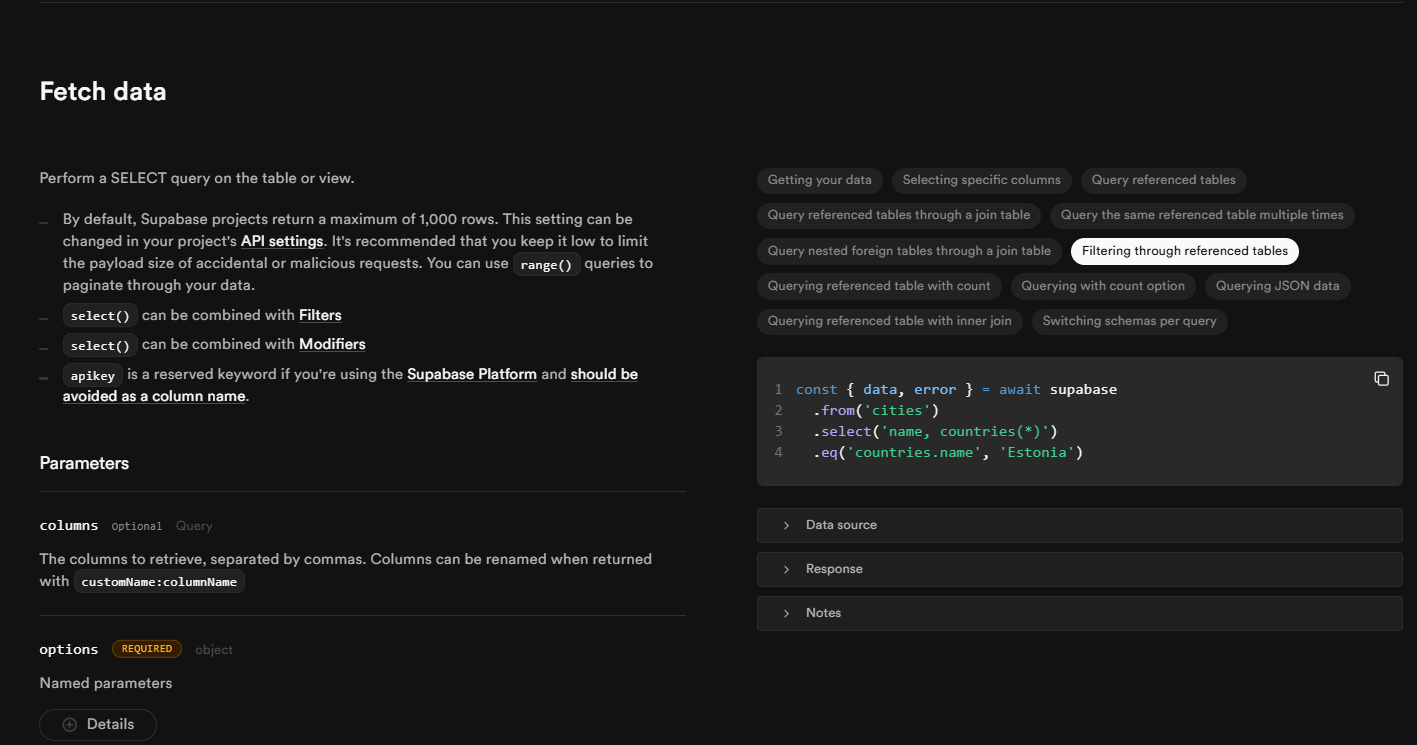 Fetch data
Perform a SELECT query on the table or view.
By default, Supabase projects return a maximum of 1,000 rows. This setting can be
changed in your project's API settings. It's recommended that you keep it low to limit
the payload size of accidental or malicious requests. You can use range() queries to
paginate through your data.
select() can be combined with Filters
select() can be combined with Modifiers
apikey is a reserved keyword if you're using the Supabase Platform and should be
avoided as a column name.
Parameters
columns Optional Query
The columns to retrieve, separated by commas. Columns can be renamed when returned
with customName:columnName
options REQUIRED object
Named parameters
Details
Getting your data Selecting specific columns Query referenced tables
Query referenced tables through a join table Query the same referenced table multiple times
Query nested foreign tables through a join table Filtering through referenced tables
Querying referenced table with count Querying with count option Querying JSON data
Querying referenced table with inner join Switching schemas per query
1 const { data, error } = await supabase
2 .from('cities')
3 .select('name, countries(*)')
4 .eq('countries.name', 'Estonia')
Data source
Response
Notes